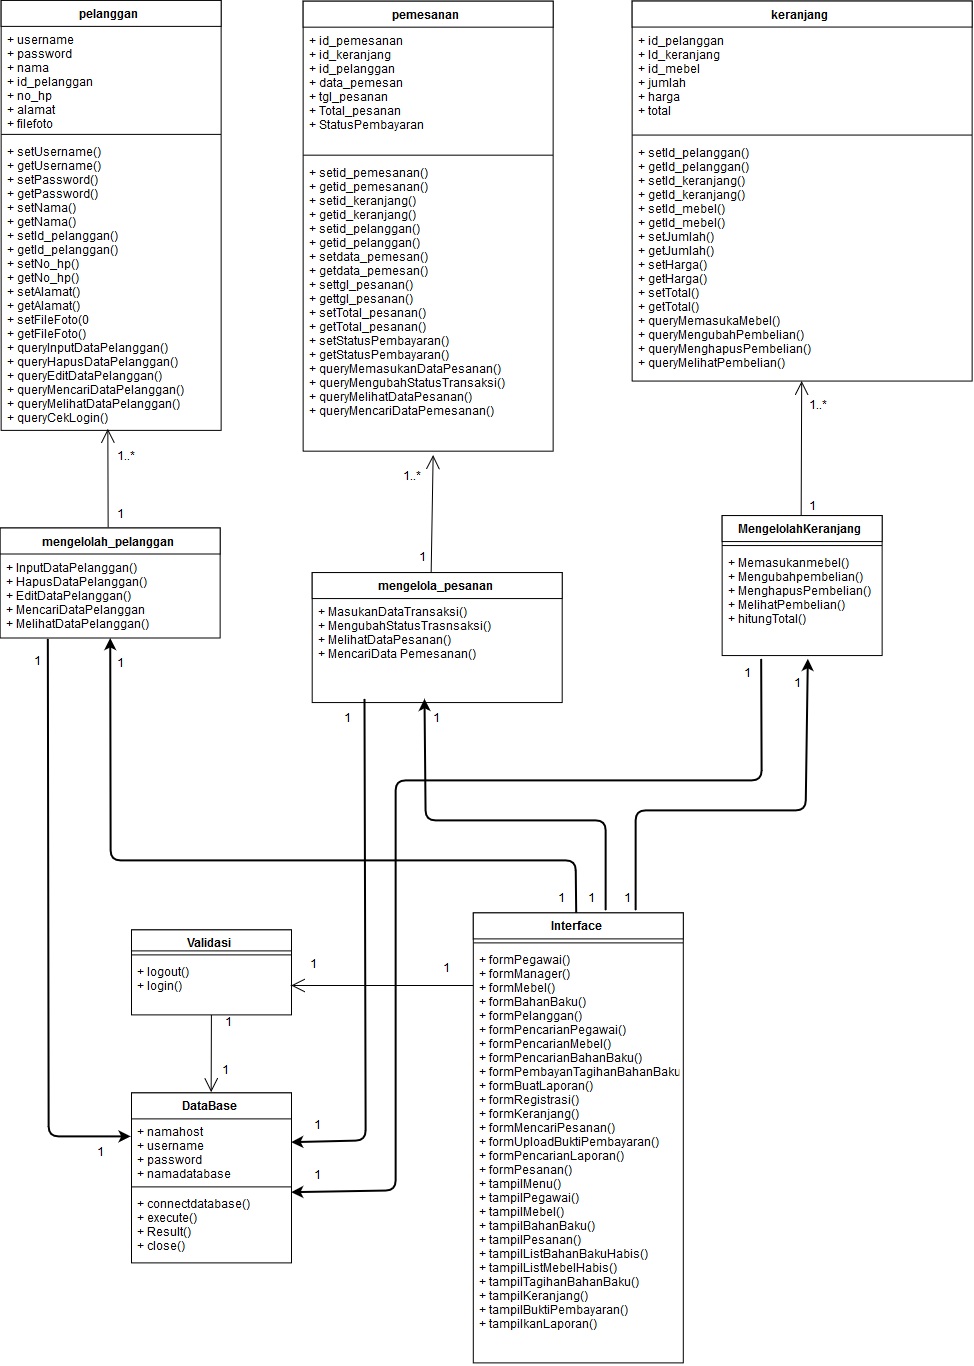 pelanggan
+ username
+ password
+ nama
+ id_pelanggan
+ no_hp
+ alamat
+ filefoto
+ setUsername()
+ getUsername()
+ setPassword()
+ getPassword()
+ setNama()
+ getNama()
+ setId_pelanggan()
+ getId_pelanggan()
+ setNo_hp()
+ getNo_hp()
+ setAlamat()
+ getAlamat()
+ setFileFoto(0
+ getFileFoto()
+ queryInputDataPelanggan()
+ queryHapusDataPelanggan()
+ queryEditDataPelanggan()
+ queryMencariDataPelanggan()
+ queryMelihatDataPelanggan()
+ queryCekLogin()
pemesanan
+ id_pemesanan
+ id_keranjang
+ id_pelanggan
+ data_pemesan
+ tgl_pesanan
+ Total_pesanan
+ StatusPembayaran
+ setid_pemesanan()
+ getid_pemesanan()
+ setid_keranjang()
+ getid_keranjang()
+ setid_pelanggan()
+ getid_pelanggan()
+ setdata_pemesan()
+ getdata_pemesan()
+ settgl_pesanan()
+ gettgl_pesanan()
+ setTotal_pesanan()
+ getTotal_pesanan()
+ setStatusPembayaran()
+ getStatusPembayaran()
+ queryMemasukanDataPesanan()
+ queryMengubahStatusTransaksi()
+ queryMelihatDataPesanan()
+ queryMencariDataPemesanan()
keranjang
+ id_pelanggan
+ Id_keranjang
+ id_mebel
+ jumlah
+ harga
+ total
+ setId_pelanggan()
+ getId_pelanggan()
+ setId_keranjang()
+ getId_keranjang()
+ setId_mebel()
+ getId_mebel()
+ setJumlah()
+ getJumlah()
+ setHarga()
+ getHarga()
+ setTotal()
+ getTotal()
+ queryMemasukaMebel()
+ queryMengubahPembelian()
+ queryMenghapusPembelian()
+ queryMelihatPembelian()
1..*
1
1..*
1
1..*
1
mengelolah_pelanggan
+ InputDataPelanggan()
+ HapusDataPelanggan()
+ EditDataPelanggan()
+ MencariDataPelanggan
+ MelihatDataPelanggan()
mengelola_pesanan
+ MasukanDataTransaksi()
+ MengubahStatusTrasnsaksi()
+ MelihatDataPesanan()
+ MencariData Pemesanan()
MengelolahKeranjang
+ Memasukanmebel()
+ Mengubahpembelian()
+ MenghapusPembelian()
+ MelihatPembelian()
+ hitungTotal()
1
1
1
1
1
1
1
1
1
Validasi
+ logout()
+ login()
1
1
1
1
DataBase
+ namahost
+ username
+ password
+ namadatabase
+ connectdatabase()
+ execute()
+ Result()
+ close()
1
1
1
Interface
+ formPegawai()
+ formManager()
+ formMebel()
+ formBahanBaku()
+ formPelanggan()
+ formPencarianPegawai()
+ formPencarianMebel()
+ formPencarianBahanBaku()
+ formPembayanTagihanBahanBaku
+ formBuatLaporan()
+ formRegistrasi()
+ formKeranjang()
+ formMencariPesanan()
+ formUploadBuktiPembayaran()
+ formPencarianLaporan()
+ formPesanan()
+ tampilMenu()
+ tampilPegawai()
+ tampilMebel()
+ tampilBahanBaku()
+ tampilPesanan()
+ tampilListBahanBakuHabis()
+ tampilListMebelHabis()
+ tampilTagihanBahanBaku()
+ tampilKeranjang()
+ tampilBuktiPembayaran()
+ tampilkanLaporan()